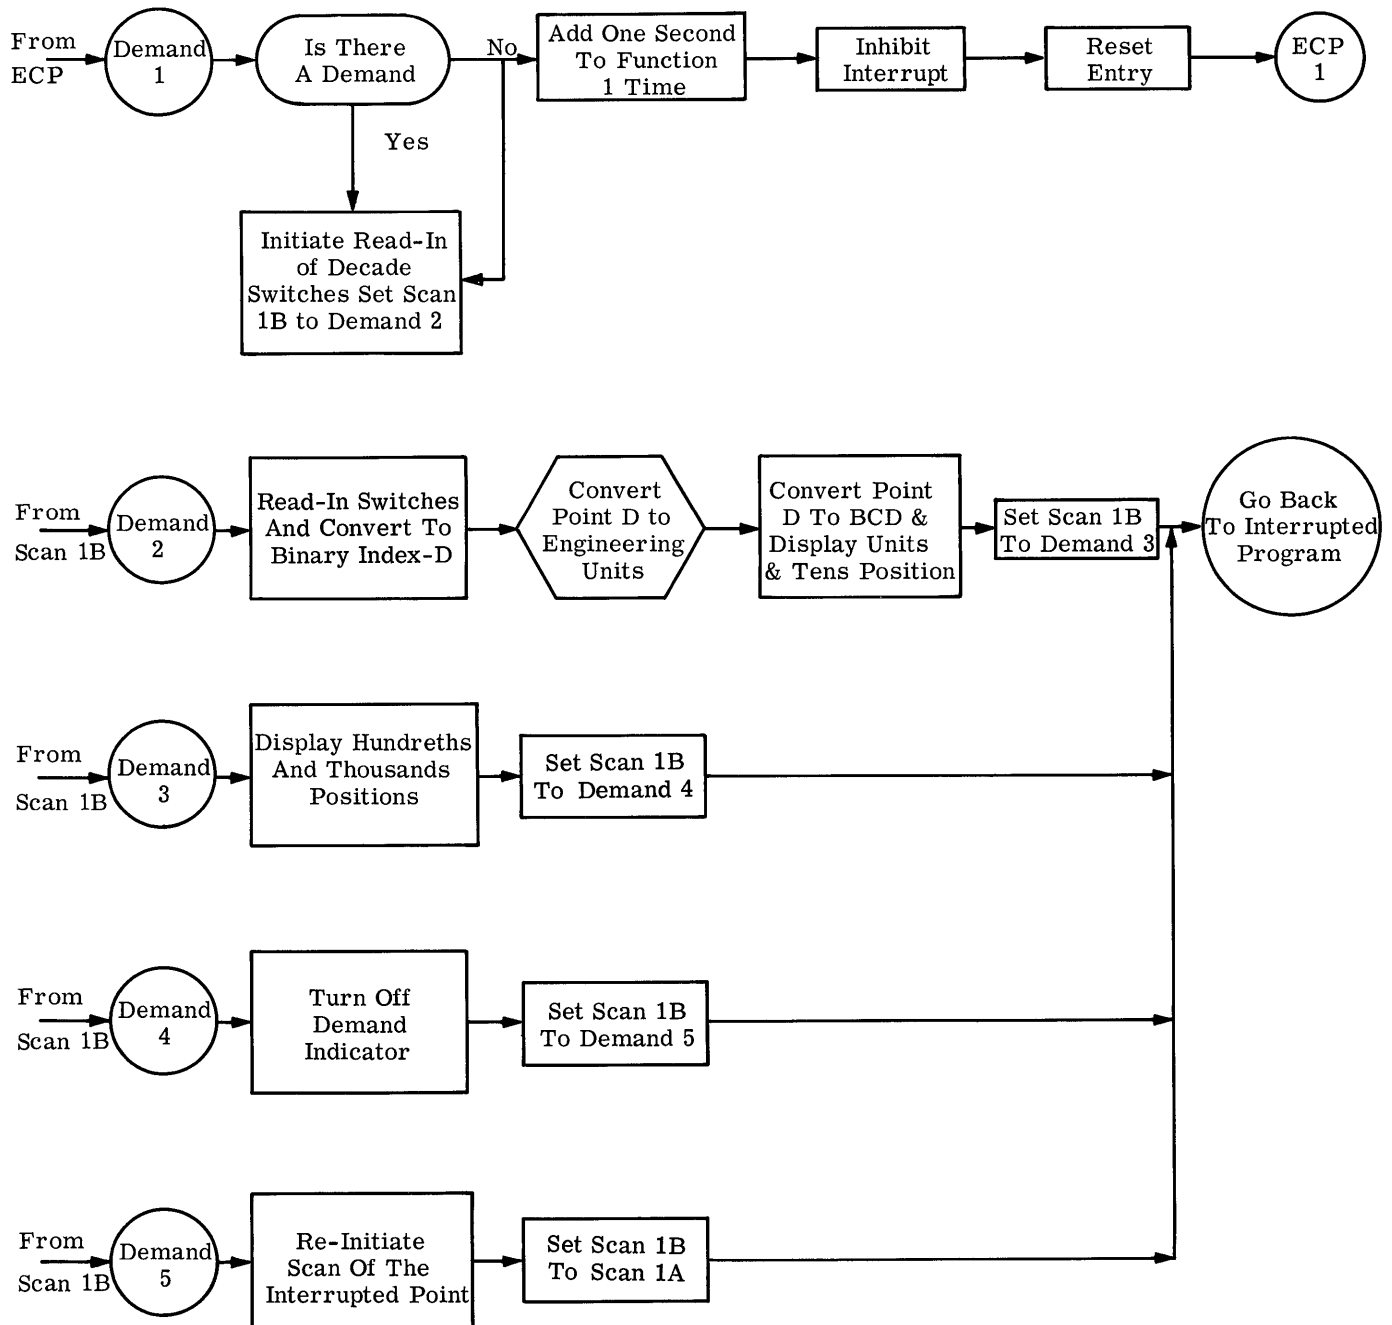 From
ECP
Demand
1
Is There
A Demand
No
Yes
Add One Second
To Function
1 Time
Inhibit
Interrupt
Reset
Entry
ECP
1
Initiate Read-In
of Decade
Switches Set Scan
1B to Demand 2
From
Scan 1B
Demand
2
Read-In Switches
And Convert To
Binary Index-D
Convert
Point D to
Engineering
Units
Convert Point
D To BCD &
Display Units
& Tens Position
Set Scan 1B
To Demand 3
Go Back
To Interrupted
Program
From
Scan 1B
Demand
3
Display Hundreths
And Thousands
Positions
Set Scan 1B
To Demand 4
From
Scan 1B
Demand
4
Turn Off
Demand
Indicator
Set Scan 1B
To Demand 5
From
Scan 1B
Demand
5
Re-Initiate
Scan Of The
Interrupted Point
Set Scan 1B
To Scan 1A